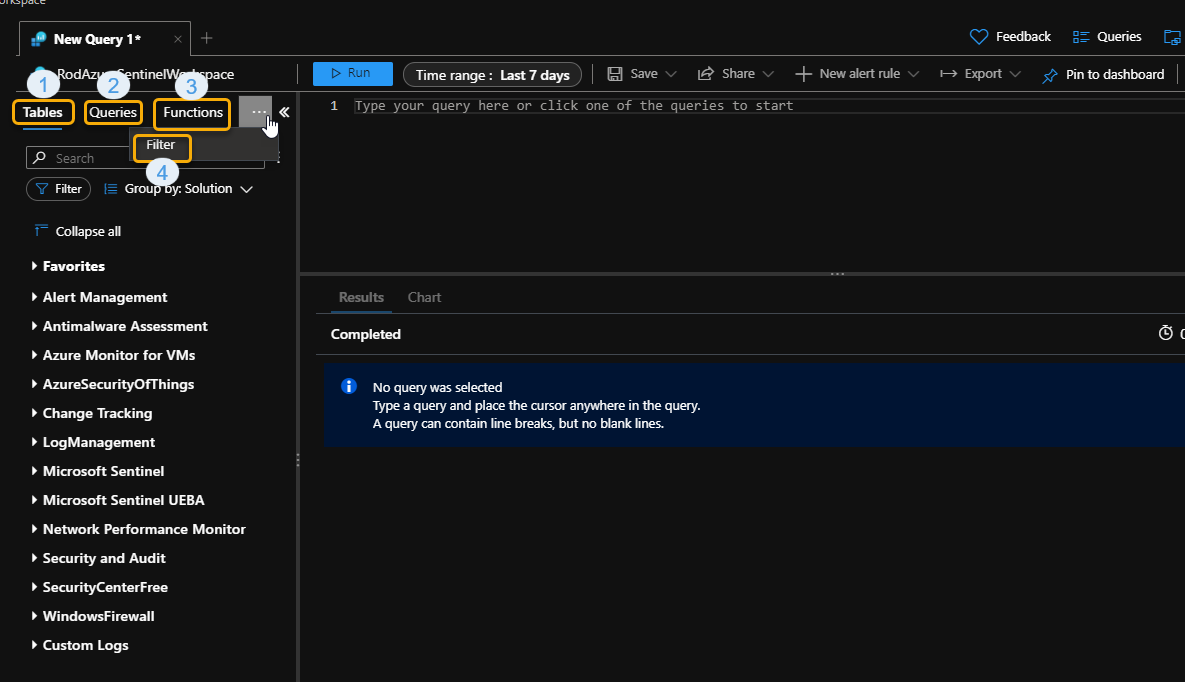 New Query 1*
Feedback
Queries
Run
Time range : Last 7 days
Save
Share
New alert rule
Export
Pin to dashboard
1
2
3
Tables
Queries
Functions
...
Filter
4
Search
Filter
Group by: Solution
Collapse all
Favorites
Alert Management
Antimalware Assessment
Azure Monitor for VMs
AzureSecurityOfThings
Change Tracking
LogManagement
Microsoft Sentinel
Microsoft Sentinel UEBA
Network Performance Monitor
Security and Audit
SecurityCenterFree
WindowsFirewall
Custom Logs
1 Type your query here or click one of the queries to start
Results
Chart
Completed
No query was selected
Type a query and place the cursor anywhere in the query.
A query can contain line breaks, but no blank lines.